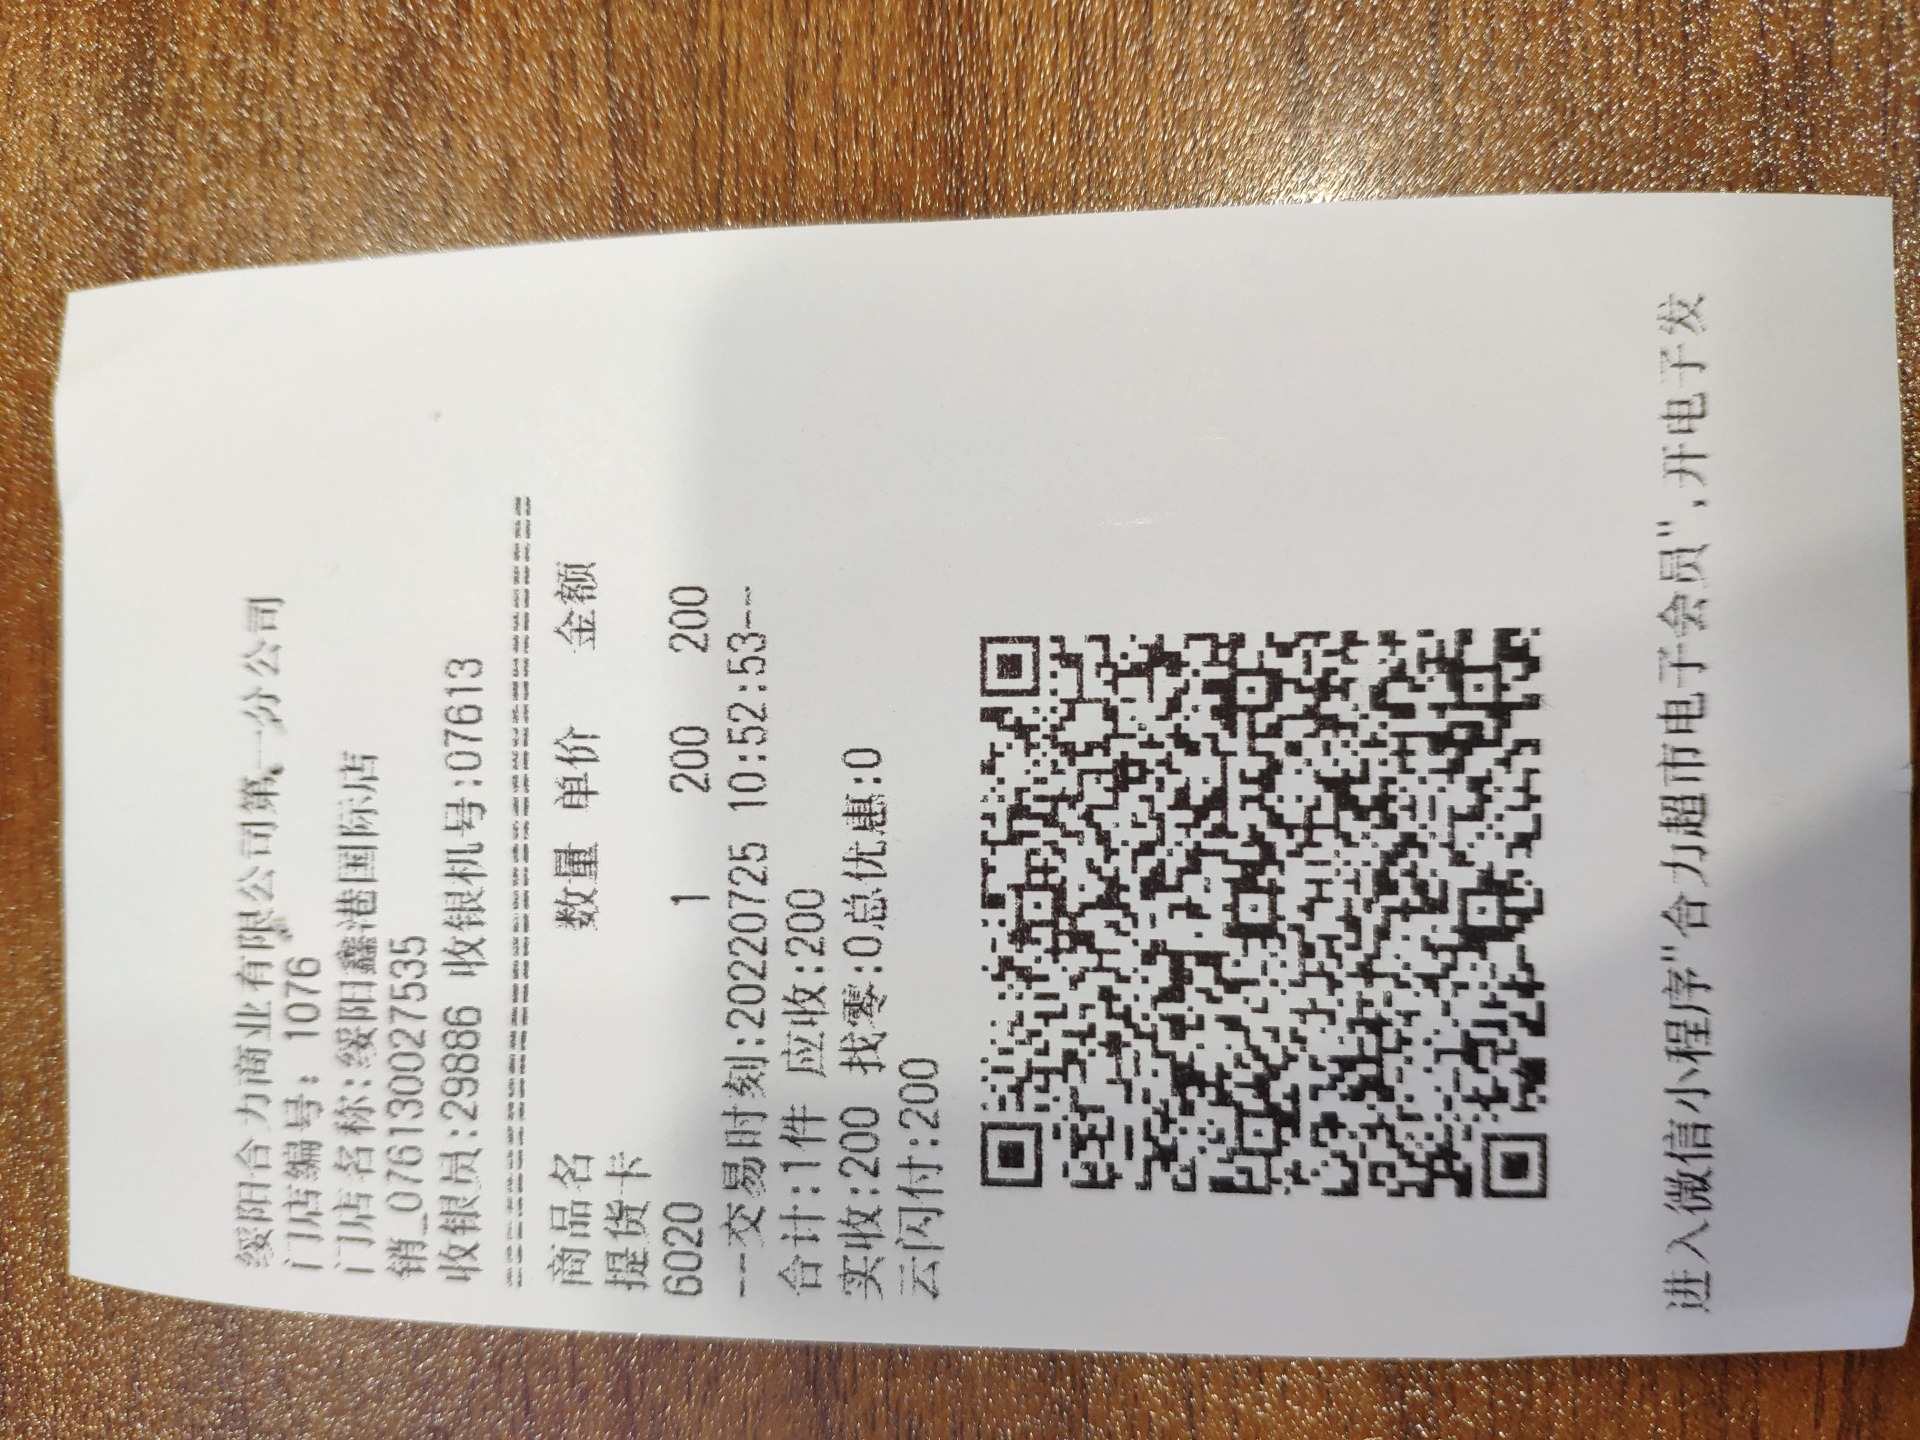 绥阳合力商业有限公司第一分公司
门店编号: 1076
门店名称:绥阳鑫港国际店
销_0761300277535
收银员:29886 收银机号:07613
==============================
商品名 数量 单价 金额
提货卡
6020 1 200 200
--交易时刻:20220725 10:52:53--
合计:1件 应收:200
实收:200 找零:0总优惠:0
云闪付:200
进入微信小程序"合力超市电子会员",开电子发